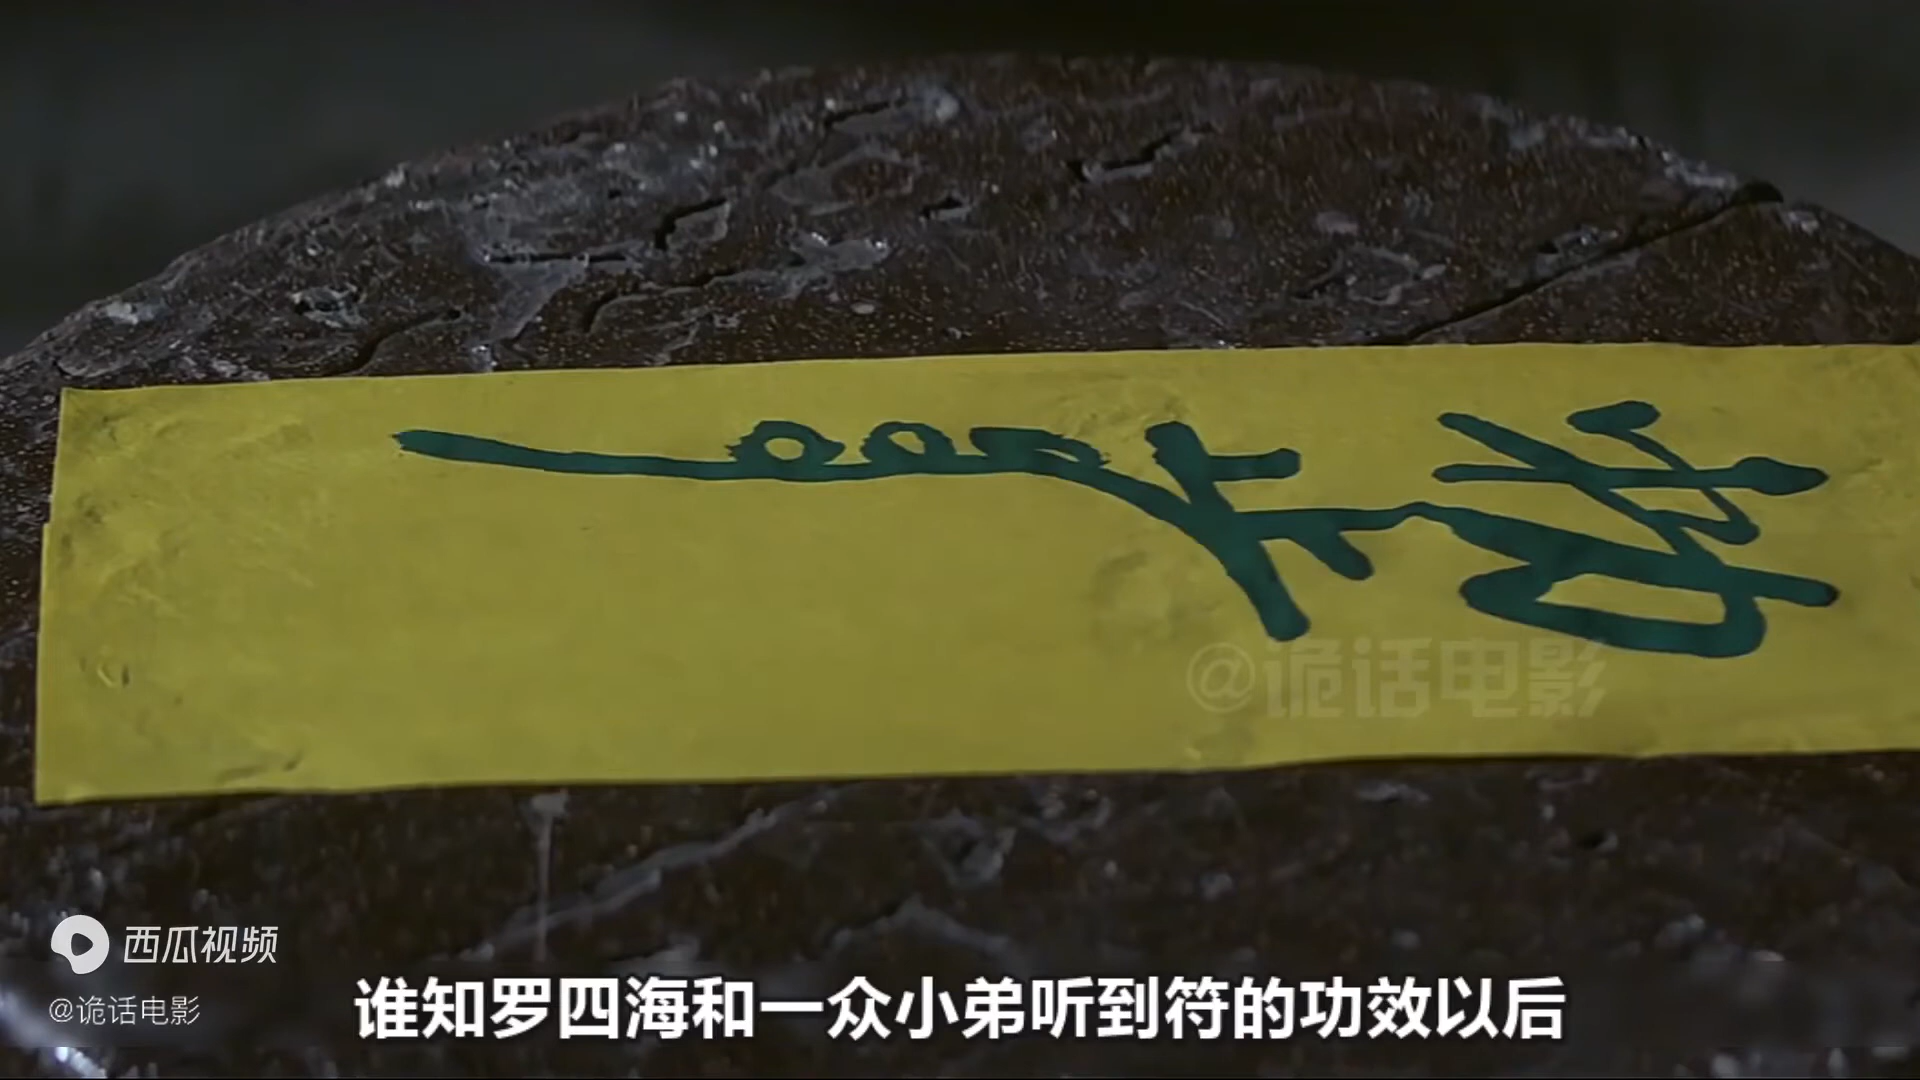 @诡话电影
西瓜视频
@诡话电影
谁知罗四海和一众小弟听到符的功效以后